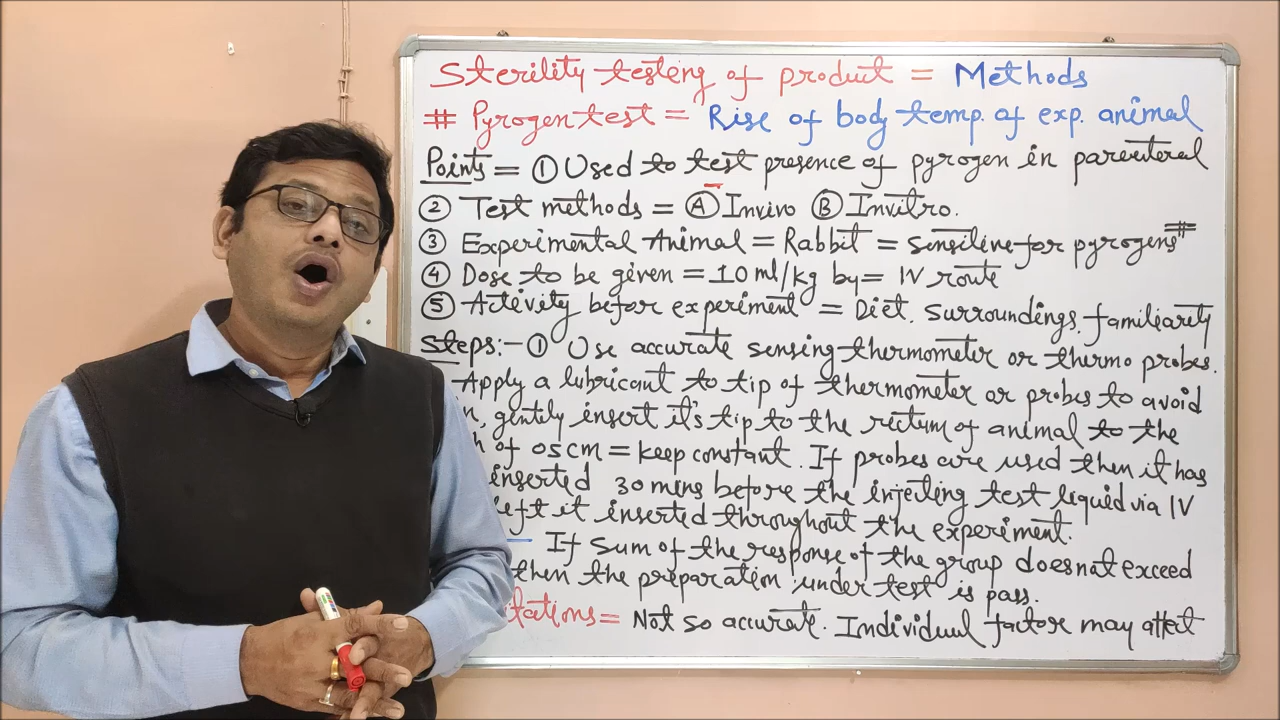 Sterility testing of product = Methods
# Pyrogen test = Rise of body temp. of exp. animal
Points = ① Used to test presence of pyrogen in parenteral
② Test methods = Ⓐ Invivo Ⓑ Invitro.
③ Experimental Animal = Rabbit = sensitive for pyrogens #
④ Dose to be given = 10 ml/kg by = IV route
⑤ Activity before experiment = Diet, surroundings, familiarity
Steps:- ① Use accurate sensing thermometer or thermo probes.
Apply a lubricant to tip of thermometer or probes to avoid
gently insert it's tip to the rectum of animal to the
of 05 cm = keep constant. If probes are used then it has
inserted 30 mins before the injecting test liquid via IV
left it inserted throughout the experiment.
If sum of the response of the group does not exceed
then the preparation under test is pass.
tations = Not so accurate. Individual factor may affect